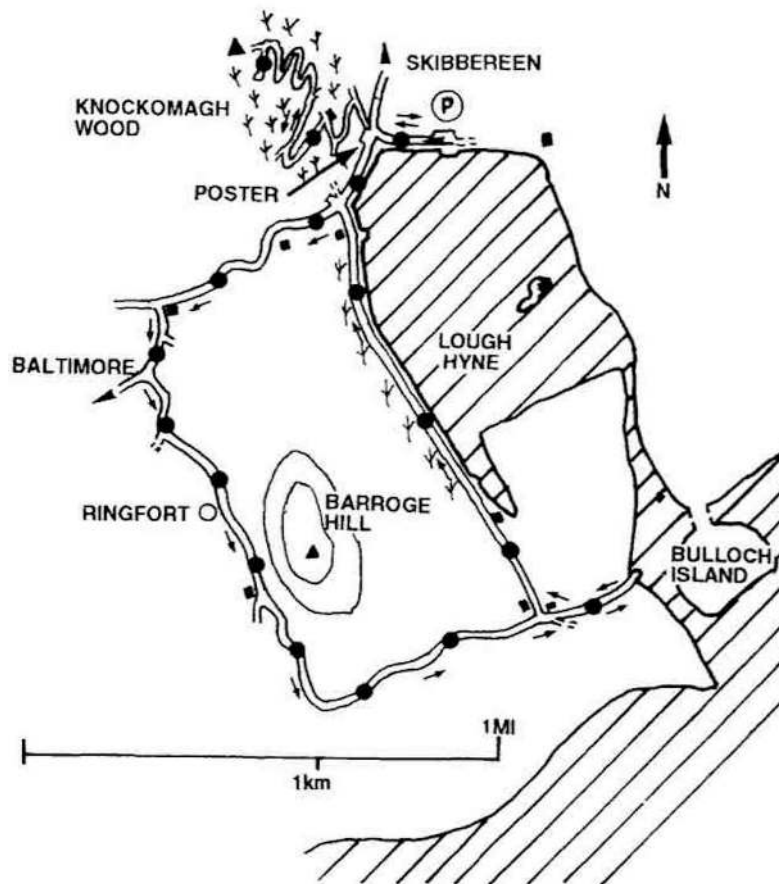 SKIBBEREEN
P
KNOCKOMAGH
WOOD
POSTER
N
LOUGH
HYNE
BALTIMORE
BARROGE
HILL
RINGFORT
BULLOCH
ISLAND
1MI
1km